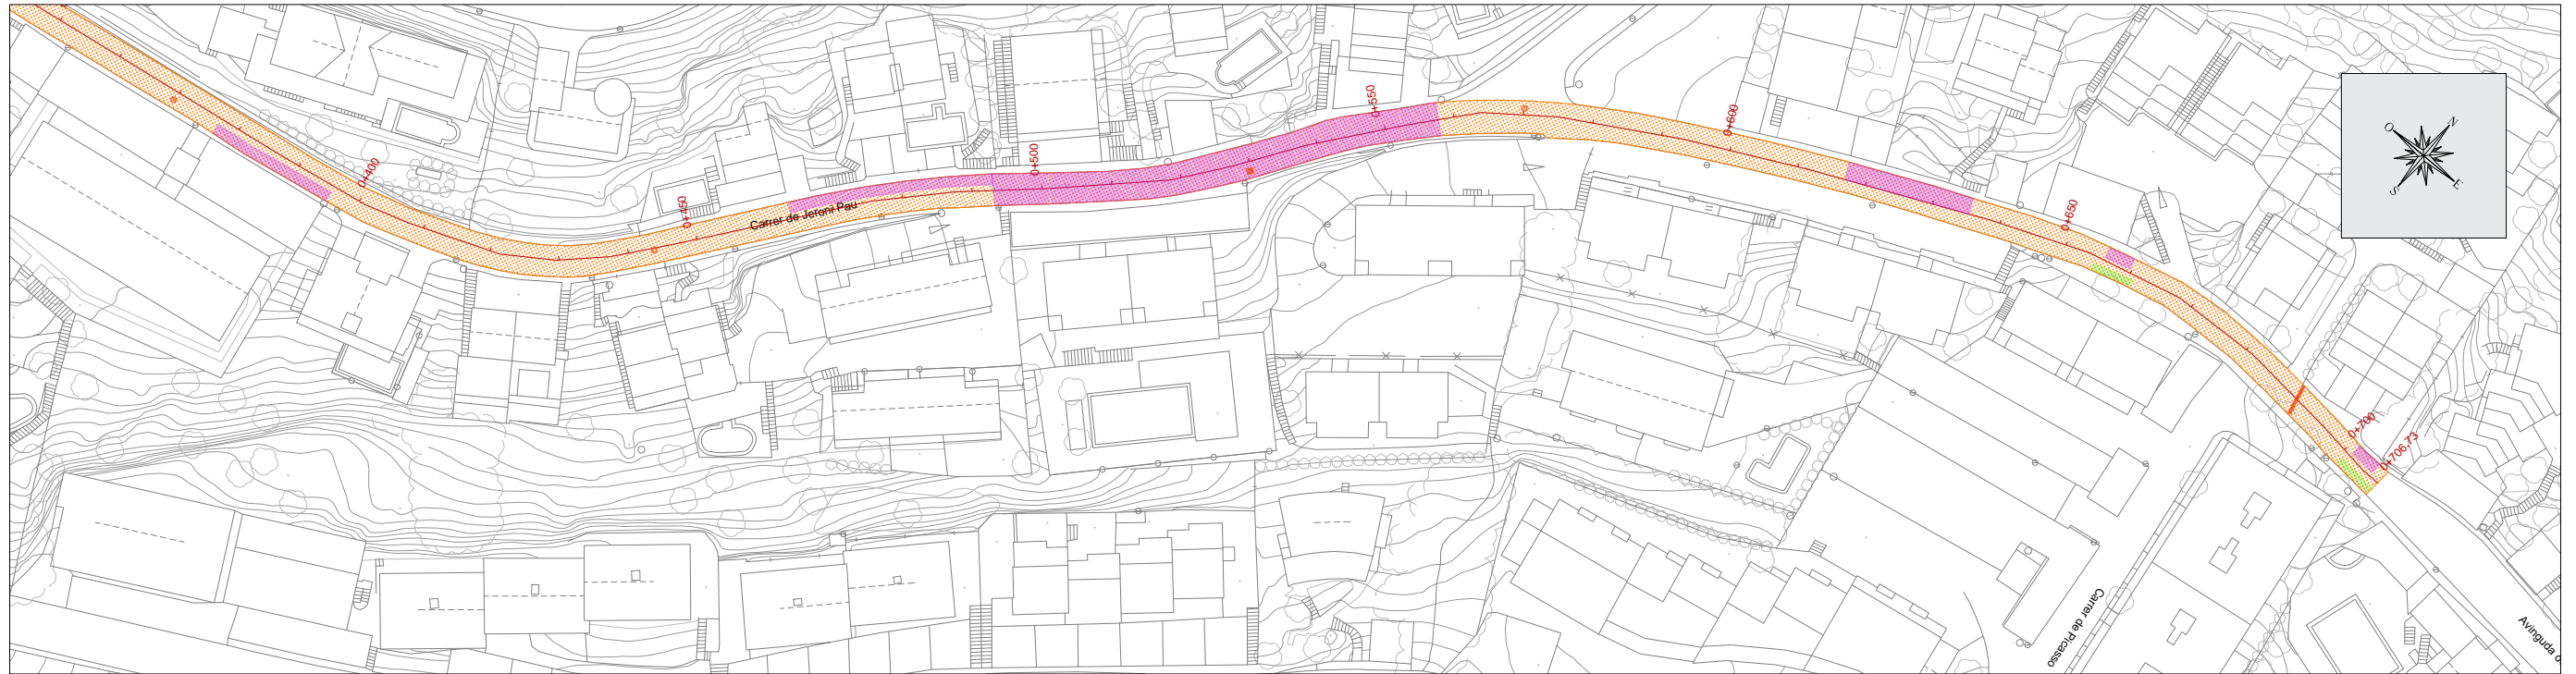 0+400
0+450
Carrer de Jeroni Pau
0+500
0+550
0+600
0+650
0+700
0+706,73
O
N
S
E
Carrer de Picasso
Avinguda